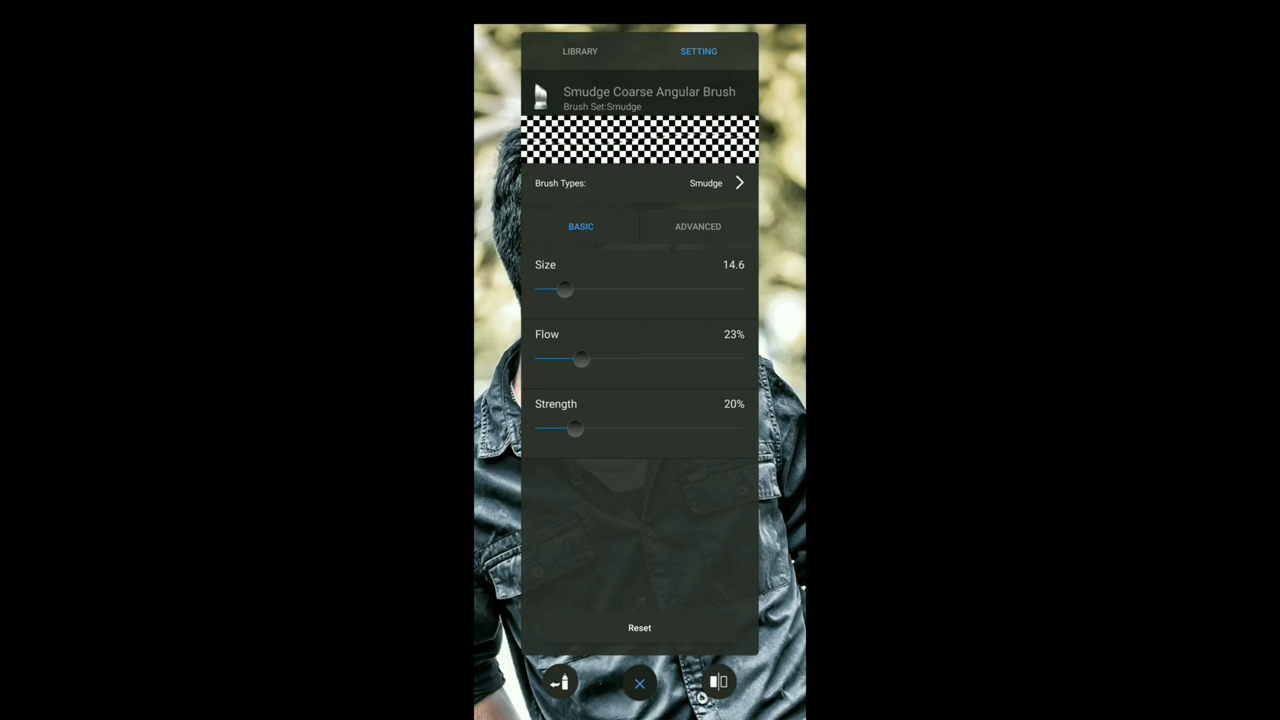 LIBRARY SETTING
Smudge Coarse Angular Brush
Brush Set:Smudge
Brush Types: Smudge
BASIC ADVANCED
Size 14.6
Flow 23%
Strength 20%
Reset